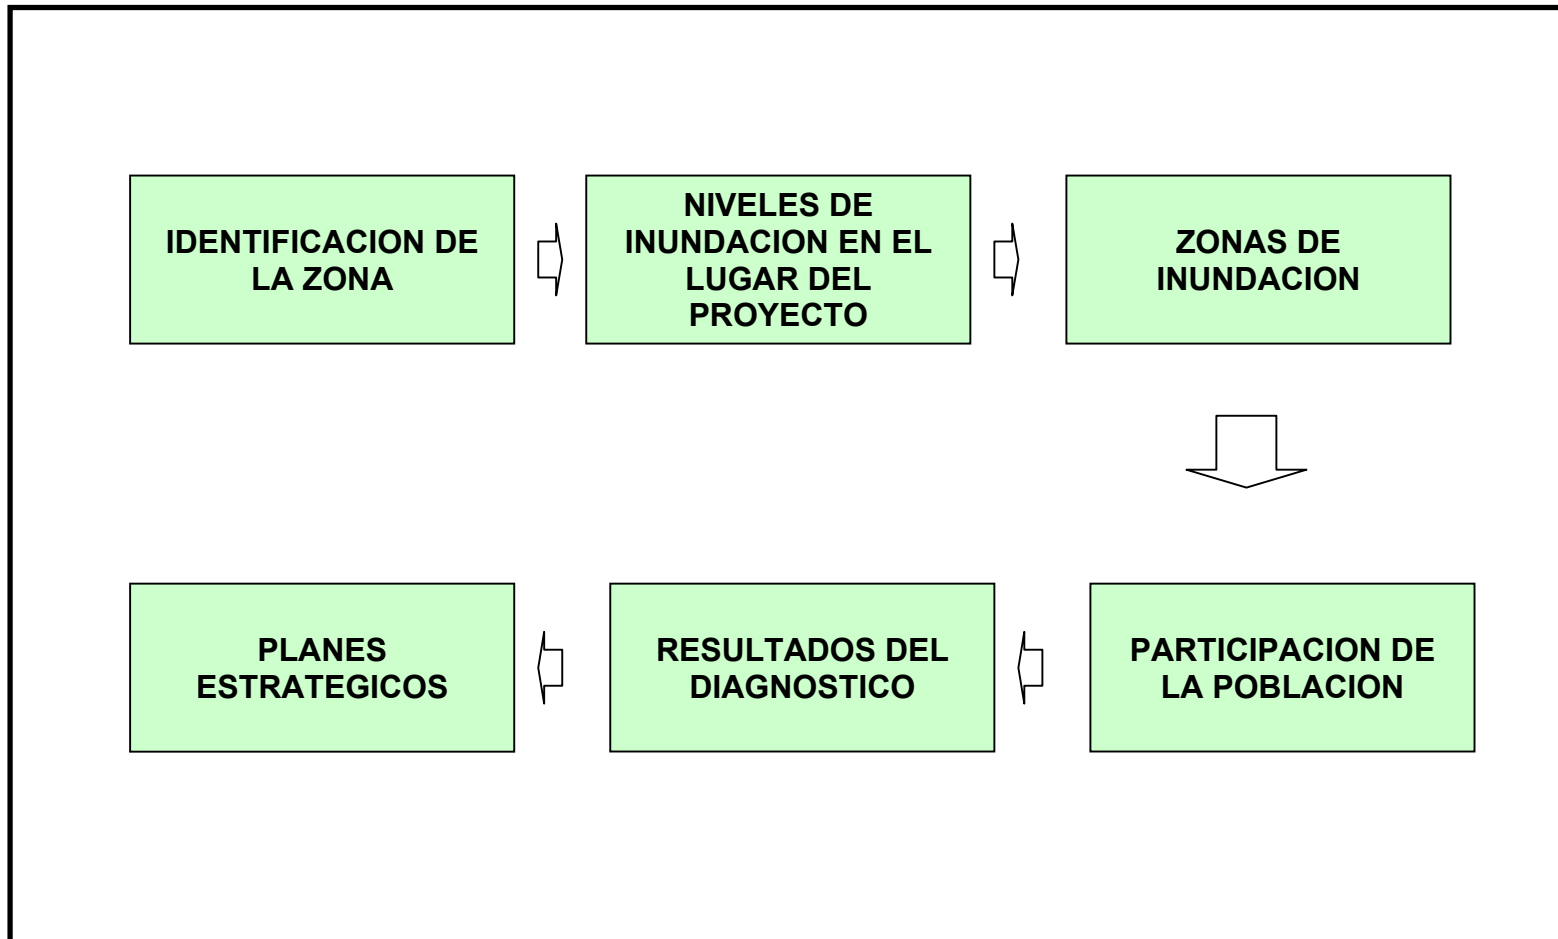 IDENTIFICACION DE
LA ZONA
NIVELES DE
INUNDACION EN EL
LUGAR DEL
PROYECTO
ZONAS DE
INUNDACION
PARTICIPACION DE
LA POBLACION
RESULTADOS DEL
DIAGNOSTICO
PLANES
ESTRATEGICOS